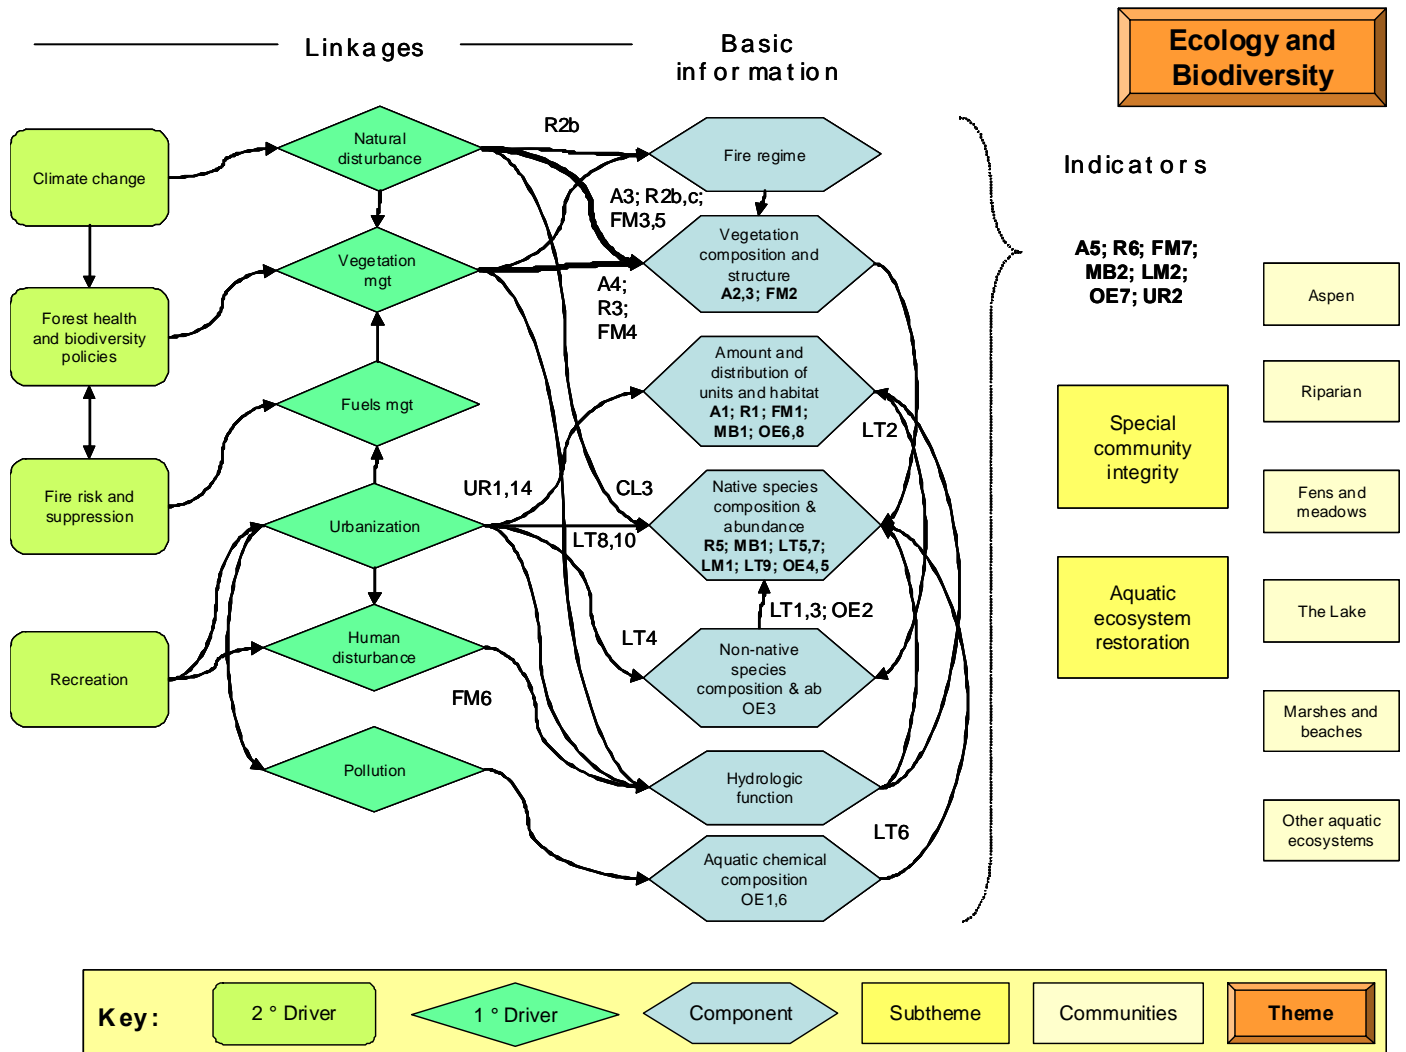 Linkages
Basic
information
Ecology and
Biodiversity
Indicators
Climate change
Forest health
and biodiversity
policies
Fire risk and
suppression
Recreation
Natural
disturbance
Vegetation
mgt
Fuels mgt
Urbanization
Human
disturbance
Pollution
R2b
A3; R2b,c;
FM3,5
A4;
R3;
FM4
UR1,14
CL3
LT8,10
LT4
FM6
LT1,3; OE2
LT2
LT6
Fire regime
Vegetation
composition and
structure
A2,3; FM2
Amount and
distribution of
units and habitat
A1; R1; FM1;
MB1; OE6,8
Native species
composition &
abundance
R5; MB1; LT5,7;
LM1; LT9; OE4,5
Non-native
species
composition & ab
OE3
Hydrologic
function
Aquatic chemical
composition
OE1,6
A5; R6; FM7;
MB2; LM2;
OE7; UR2
Special
community
integrity
Aquatic
ecosystem
restoration
Aspen
Riparian
Fens and
meadows
The Lake
Marshes and
beaches
Other aquatic
ecosystems
Key:
2 ° Driver
1 ° Driver
Component
Subtheme
Communities
Theme